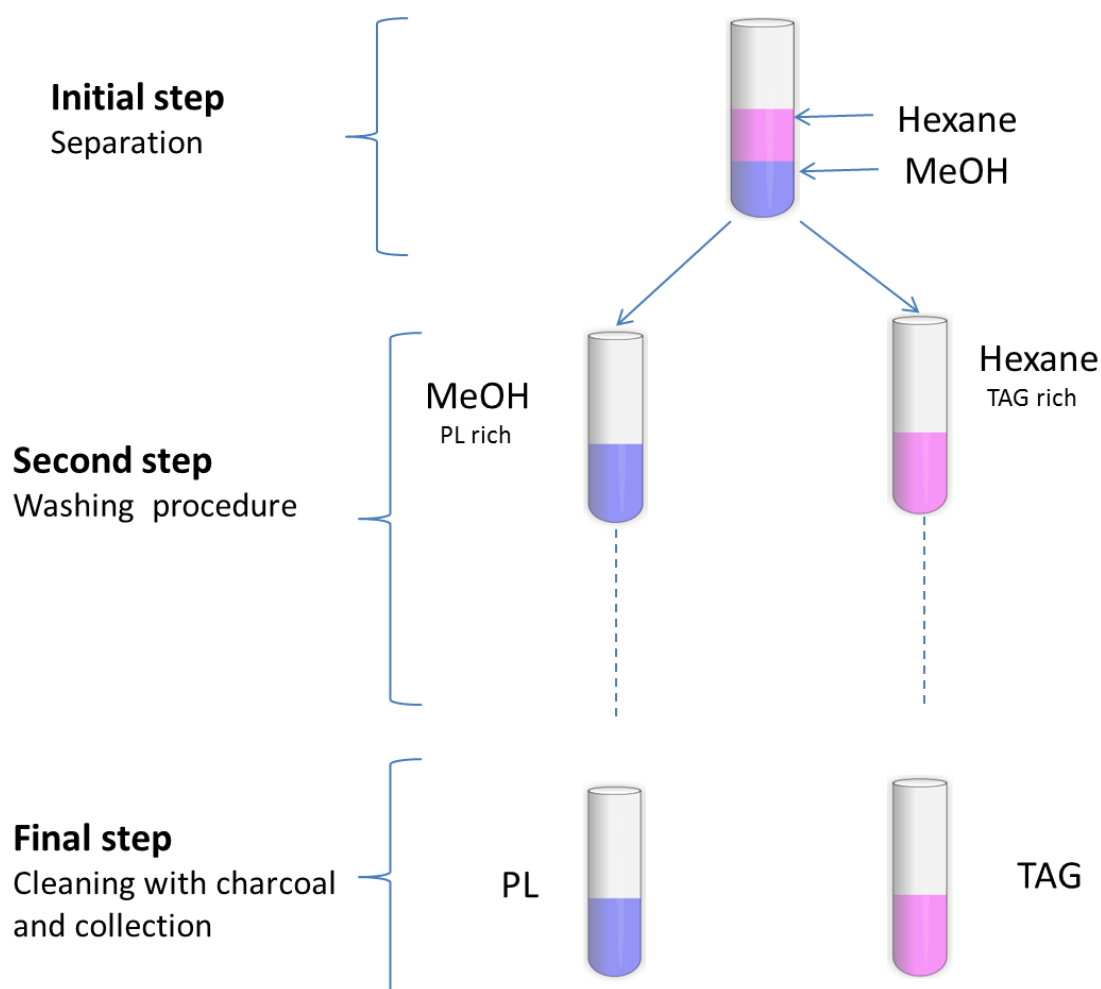 Initial step
Separation
Hexane
MeOH
MeOH
PL rich
Hexane
TAG rich
Second step
Washing procedure
Final step
Cleaning with charcoal
and collection
PL
TAG